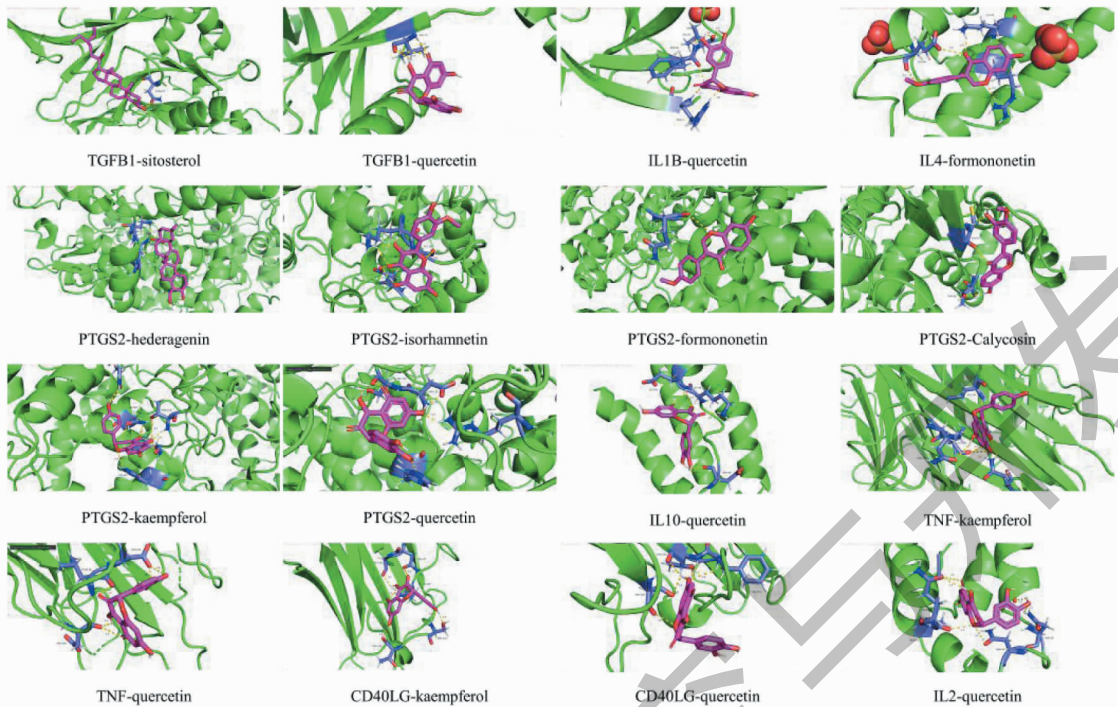 TGFB1-sitosterol
TGFB1-quercetin
IL1B-quercetin
IL4-formononetin
PTGS2-hederagenin
PTGS2-isorhamnetin
PTGS2-formononetin
PTGS2-Calycosin
PTGS2-kaempferol
PTGS2-quercetin
IL10-quercetin
TNF-kaempferol
TNF-quercetin
CD40LG-kaempferol
CD40LG-quercetin
IL2-quercetin